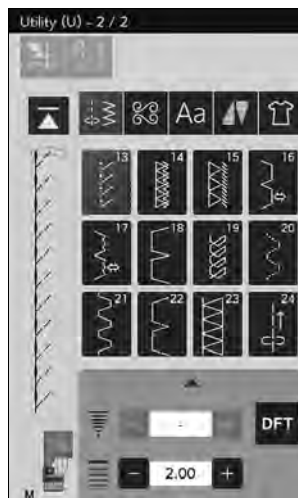 Utility (U) - 2 / 2
Aa
13 14 15 16
17 18 19 20
21 22 23 24
-
DFT
- 2.00 +
M